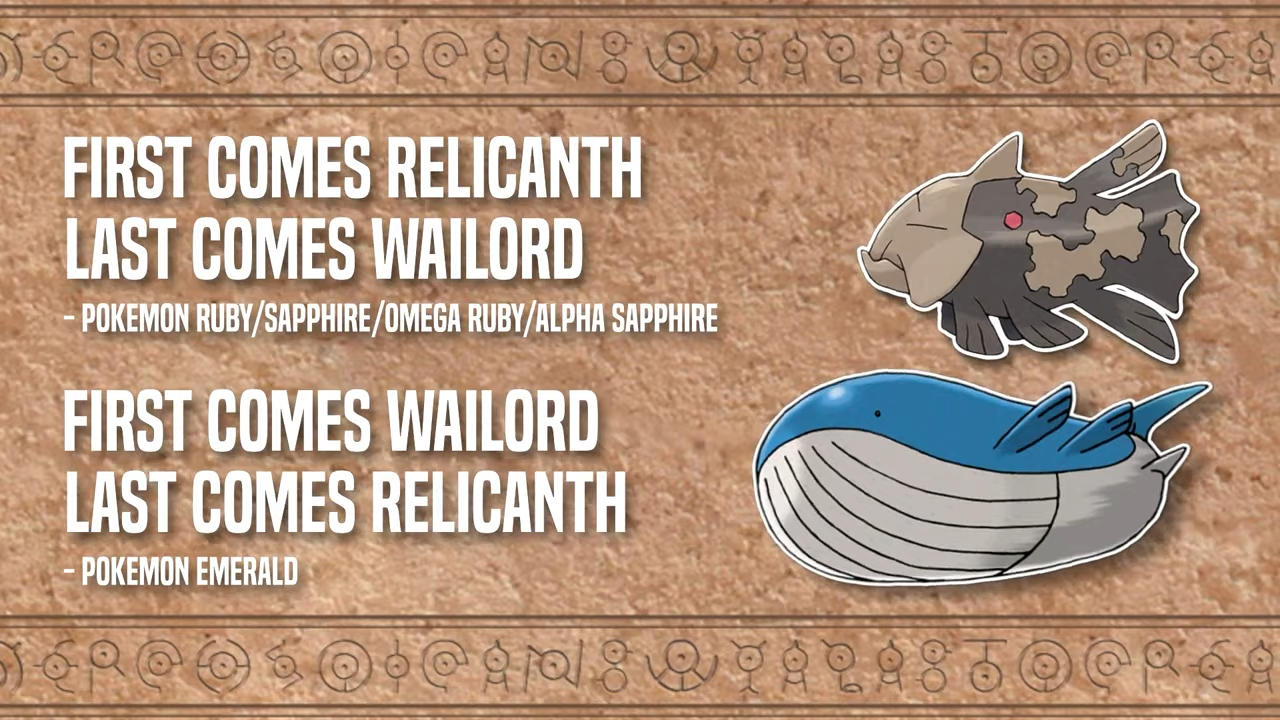 FIRST COMES RELICANTH
LAST COMES WAILORD
- POKEMON RUBY/SAPPHIRE/OMEGA RUBY/ALPHA SAPPHIRE
FIRST COMES WAILORD
LAST COMES RELICANTH
- POKEMON EMERALD